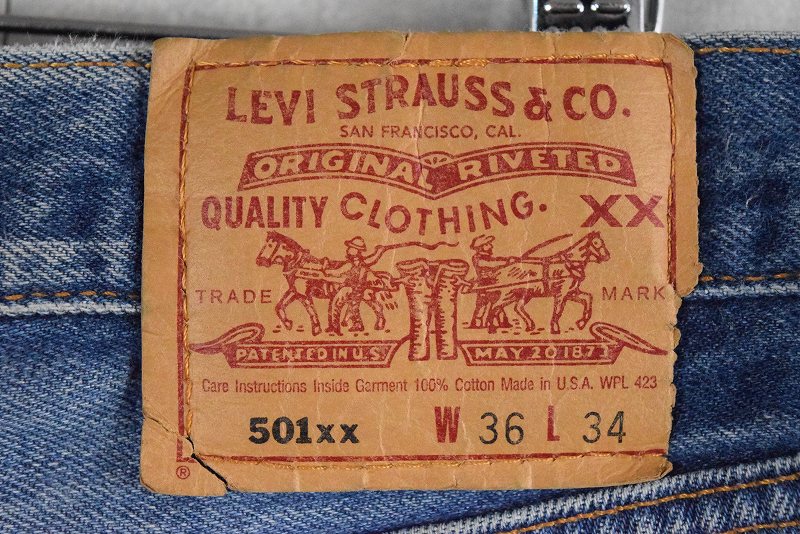 LEVI STRAUSS & CO.
SAN FRANCISCO, CAL.
ORIGINAL RIVETED
QUALITY CLOTHING. XX
TRADE MARK
PATENTED IN U.S. MAY 20 1873
Care Instructions Inside Garment 100% Cotton Made in U.S.A. WPL 423
501xx W 36 L 34
®